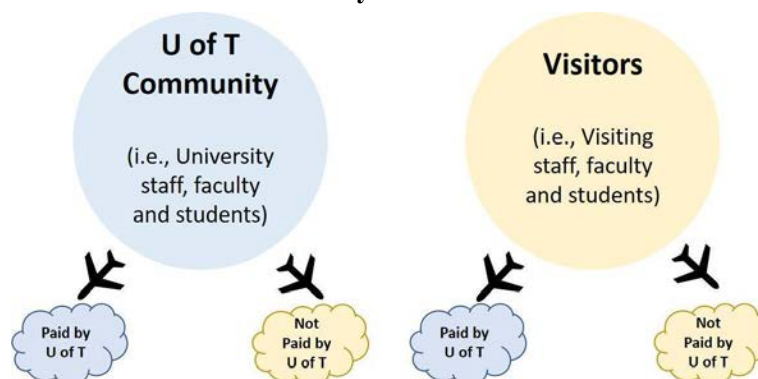 U of T
Community
(i.e., University
staff, faculty
and students)
Visitors
(i.e., Visiting
staff, faculty
and students)
Paid by
U of T
Not
Paid by
U of T
Paid by
U of T
Not
Paid by
U of T